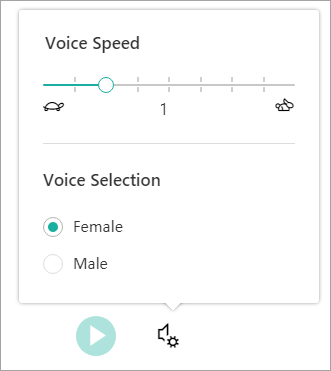 Voice Speed
1
Voice Selection
Female
Male